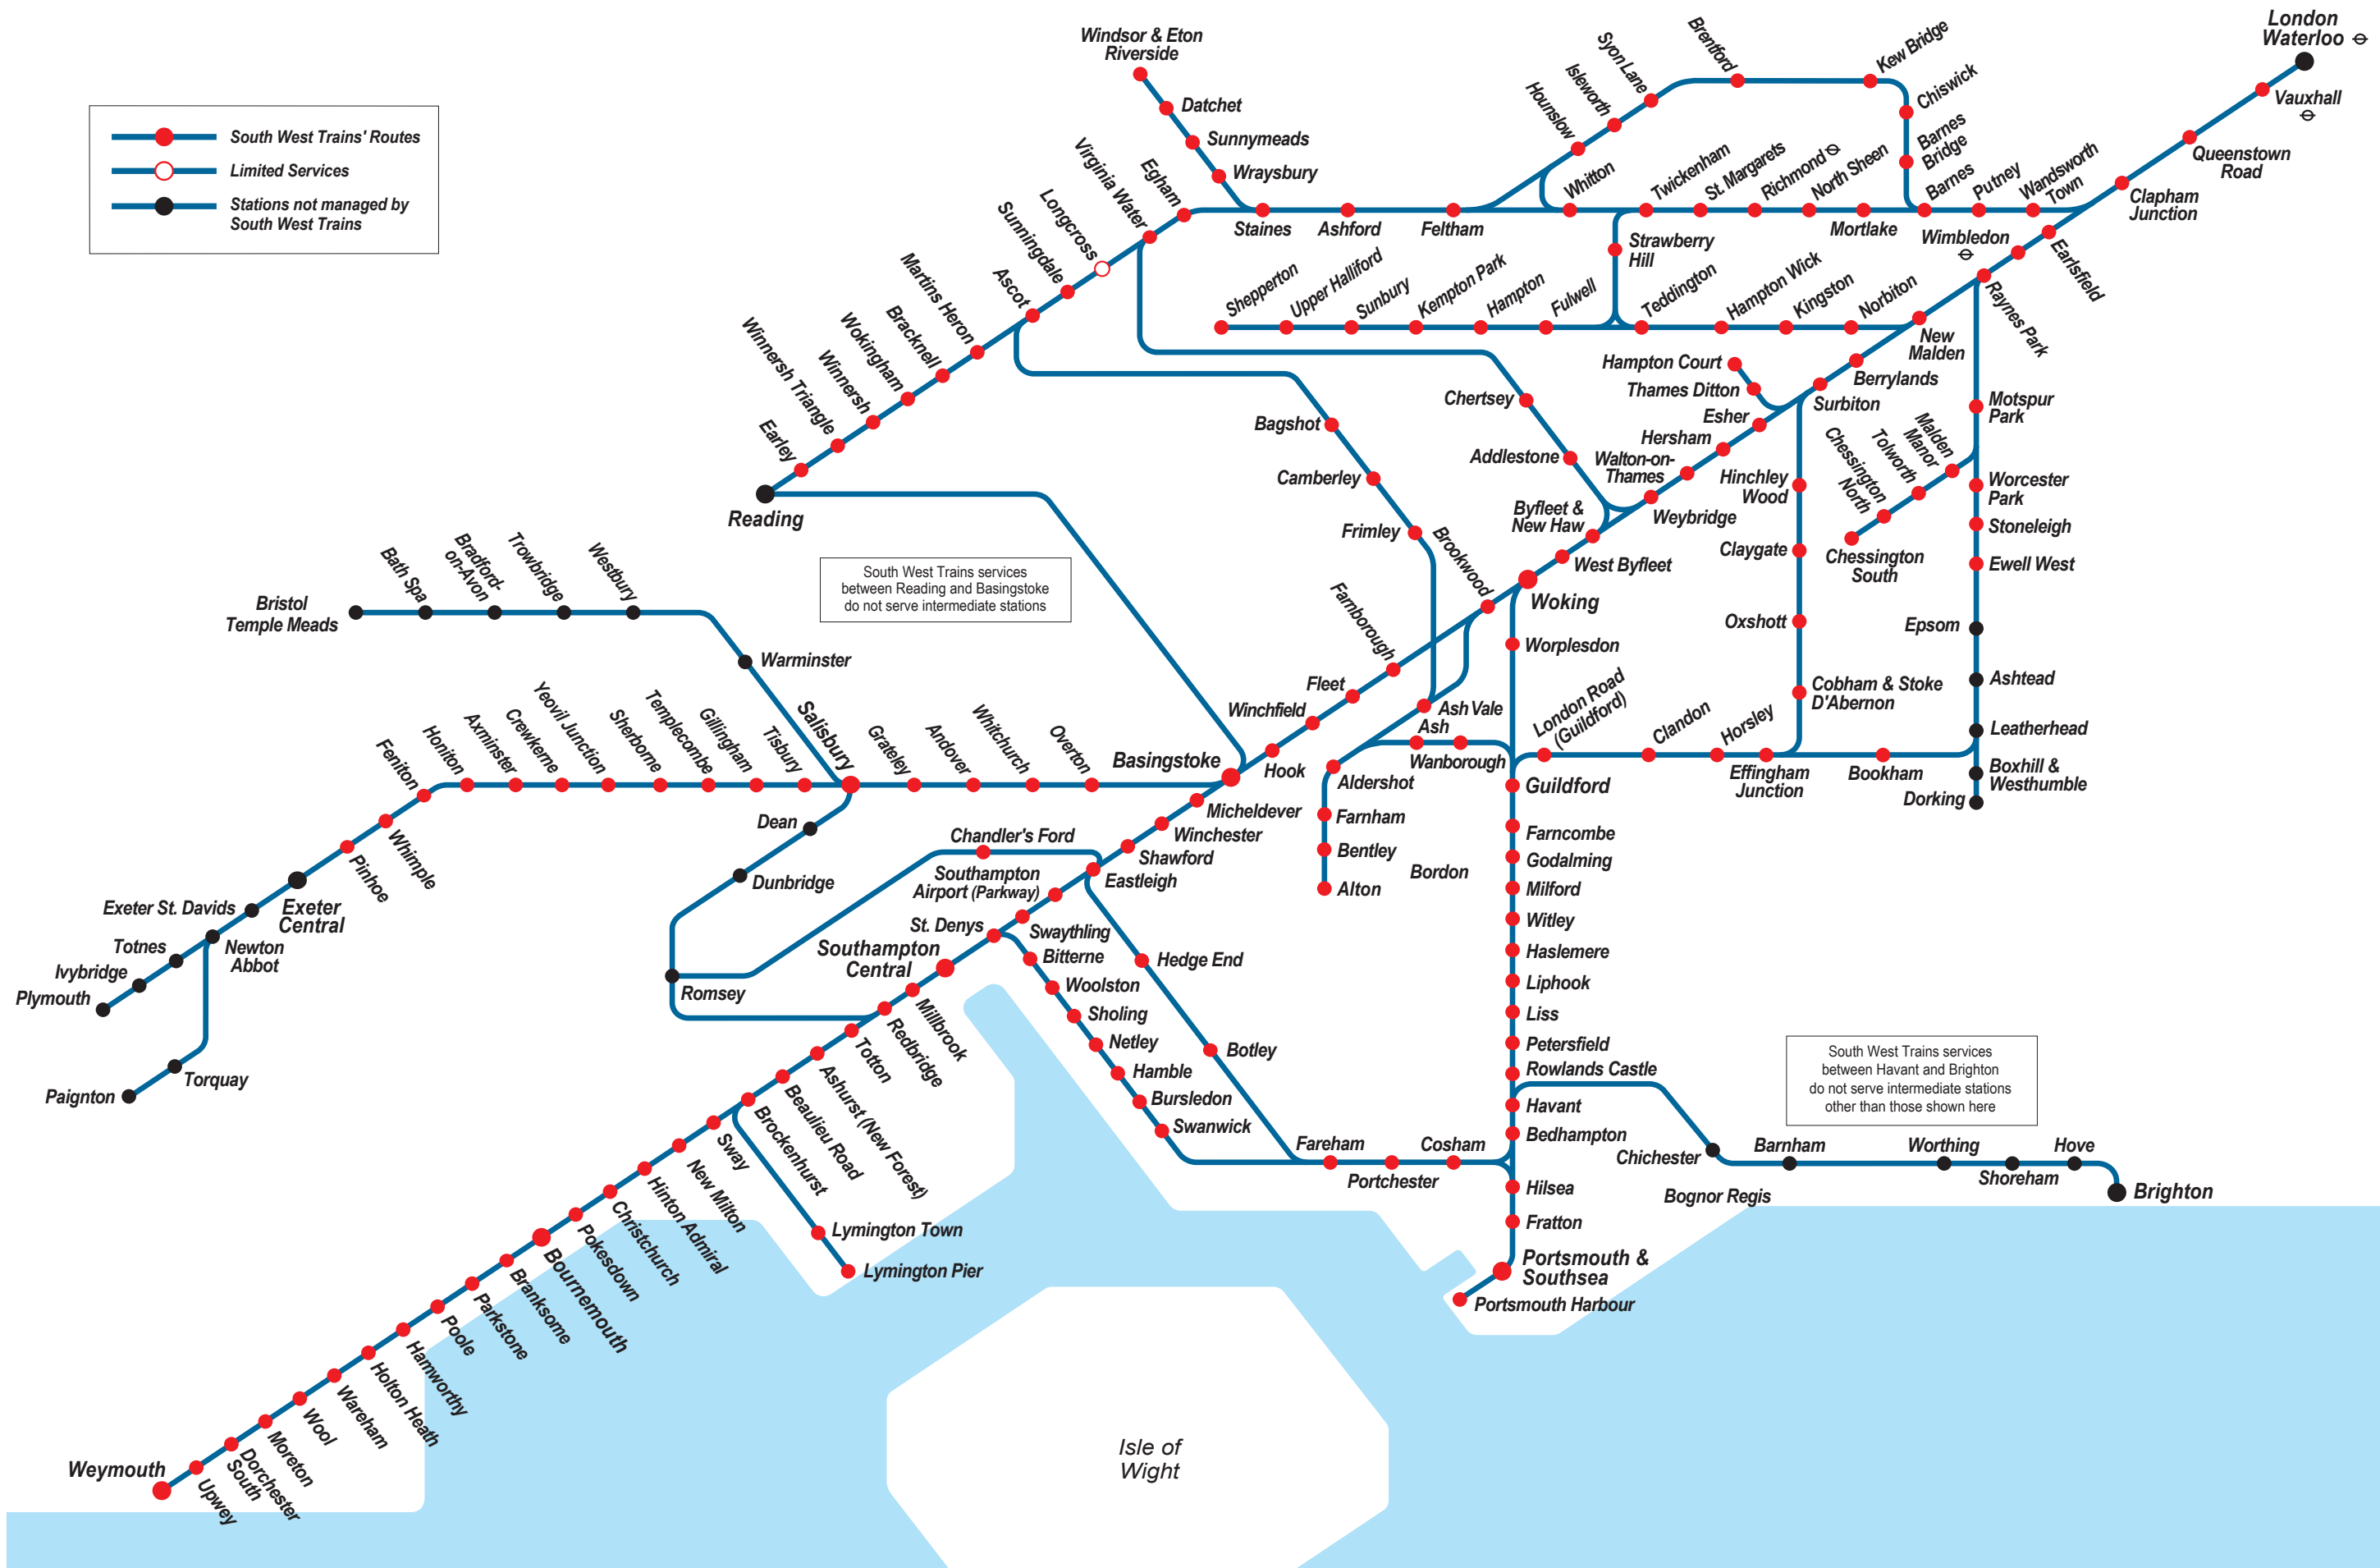 London
Waterloo
Vauxhall
Queenstown
Road
Clapham
Junction
Windsor & Eton
Riverside
Datchet
Sunnymeads
Wraysbury
South West Trains' Routes
Limited Services
Stations not managed by
South West Trains
Hounslow
Isleworth
Syon Lane
Brentford
Kew Bridge
Chiswick
Barnes
Bridge
Virginia Water
Egham
Staines
Ashford
Feltham
Whitton
Twickenham
St. Margarets
Richmond
North Sheen
Mortlake
Barnes
Putney
Wandsworth
Town
Strawberry
Hill
Wimbledon
Earlsfield
Raynes Park
Longcross
Sunningdale
Ascot
Martins Heron
Bracknell
Wokingham
Winnersh
Winnersh Triangle
Earley
Reading
Shepperton
Upper Halliford
Sunbury
Kempton Park
Hampton
Fulwell
Teddington
Hampton Wick
Kingston
Norbiton
New
Malden
Hampton Court
Thames Ditton
Berrylands
Surbiton
Esher
Hersham
Walton-on-
Thames
Weybridge
Byfleet &
New Haw
West Byfleet
Woking
Chertsey
Addlestone
Bagshot
Camberley
Frimley
Hinchley
Wood
Claygate
Oxshott
Cobham & Stoke
D'Abernon
Motspur
Park
Malden
Manor
Tolworth
Chessington
North
Chessington
South
Worcester
Park
Stoneleigh
Ewell West
Epsom
Ashtead
Leatherhead
Boxhill &
Westhumble
Dorking
Brookwood
Farnborough
Fleet
Winchfield
Hook
Basingstoke
Ash Vale
Ash
Wanborough
Aldershot
Farnham
Bentley
Alton
Bordon
Worplesdon
London Road
(Guildford)
Clandon
Horsley
Effingham
Junction
Bookham
Guildford
Farncombe
Godalming
Milford
Witley
Haslemere
Liphook
Liss
Petersfield
Rowlands Castle
Havant
Bedhampton
Hilsea
Fratton
Portsmouth &
Southsea
Portsmouth Harbour
South West Trains services
between Reading and Basingstoke
do not serve intermediate stations
Bristol
Temple Meads
Bath Spa
Bradford-
on-Avon
Trowbridge
Westbury
Warminster
Salisbury
Feniton
Honiton
Axminster
Crewkerne
Yeovil Junction
Sherborne
Templecombe
Gillingham
Tisbury
Grateley
Andover
Whitchurch
Overton
Whimple
Pinhoe
Exeter
Central
Exeter St. Davids
Newton
Abbot
Totnes
Ivybridge
Plymouth
Torquay
Paignton
Dean
Dunbridge
Romsey
Micheldever
Winchester
Shawford
Chandler's Ford
Eastleigh
Southampton
Airport (Parkway)
Swaythling
St. Denys
Southampton
Central
Bitterne
Woolston
Sholing
Netley
Hamble
Bursledon
Swanwick
Hedge End
Botley
Fareham
Portchester
Cosham
South West Trains services
between Havant and Brighton
do not serve intermediate stations
other than those shown here
Chichester
Barnham
Bognor Regis
Worthing
Shoreham
Hove
Brighton
Millbrook
Redbridge
Totton
Ashurst (New Forest)
Beaulieu Road
Brockenhurst
Lymington Town
Lymington Pier
Sway
New Milton
Hinton Admiral
Christchurch
Pokesdown
Bournemouth
Branksome
Parkstone
Poole
Hamworthy
Holton Heath
Wareham
Wool
Moreton
Dorchester
South
Upwey
Weymouth
Isle of
Wight